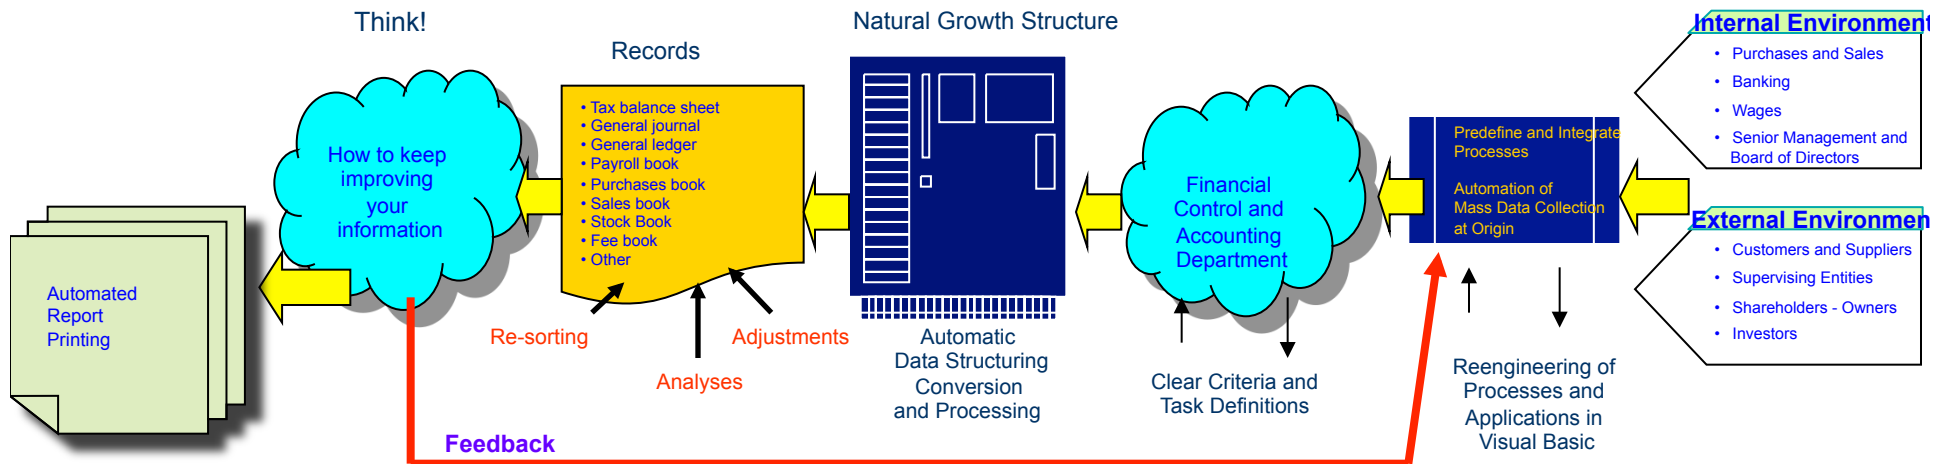 Think!
Natural Growth Structure
Records
How to keep
improving
your
information
• Tax balance sheet
• General journal
• General ledger
• Payroll book
• Purchases book
• Sales book
• Stock Book
• Fee book
• Other
Automated
Report
Printing
Re-sorting
Analyses
Adjustments
Automatic
Data Structuring
Conversion
and Processing
Financial
Control and
Accounting
Department
Clear Criteria and
Task Definitions
Predefine and Integrate
Processes
Automation of
Mass Data Collection
at Origin
Reengineering of
Processes and
Applications in
Visual Basic
Internal Environment
• Purchases and Sales
• Banking
• Wages
• Senior Management and
Board of Directors
External Environmen
• Customers and Suppliers
• Supervising Entities
• Shareholders - Owners
• Investors
Feedback